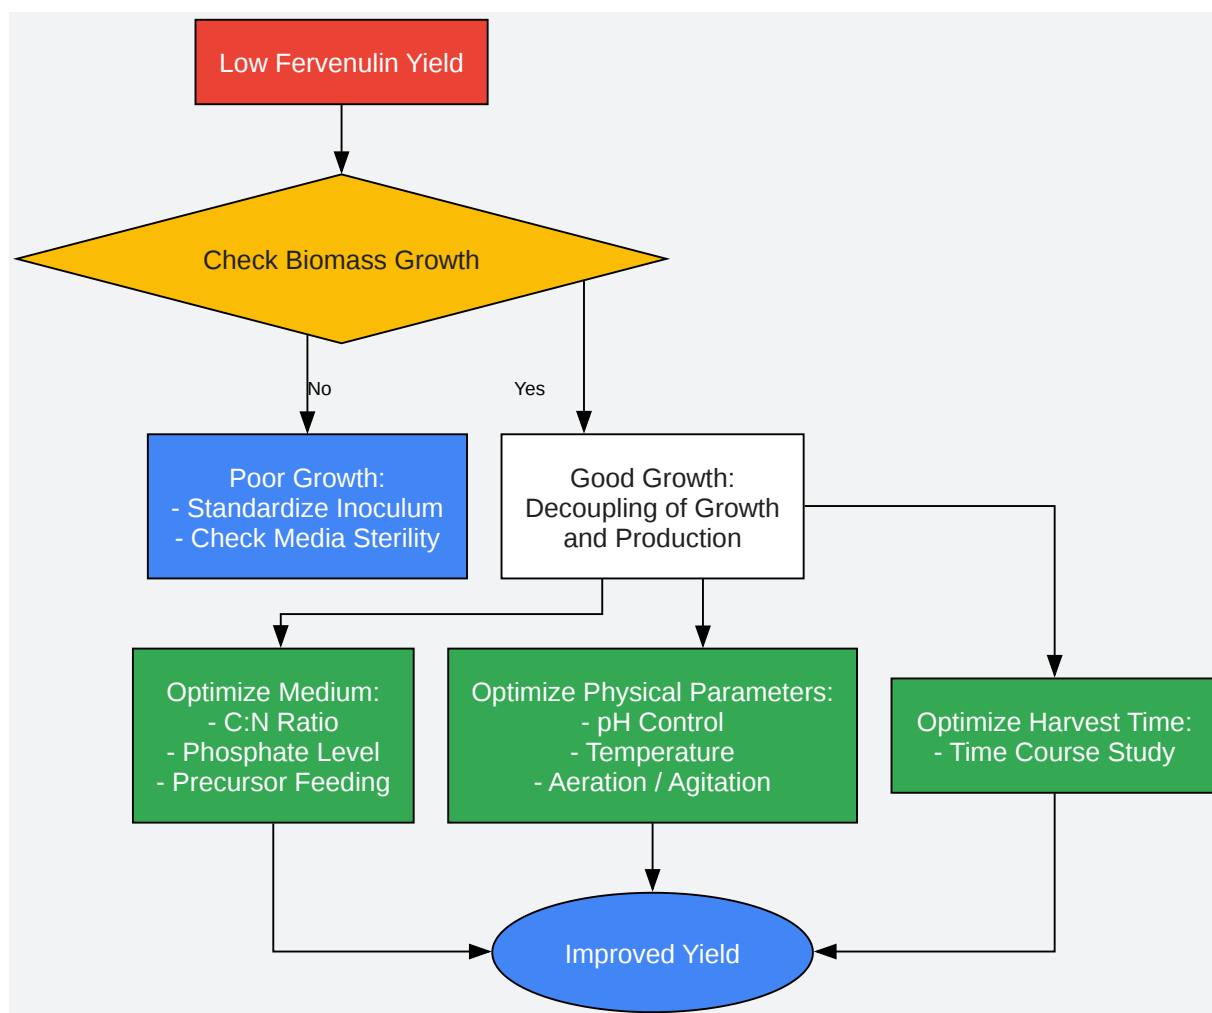 Low Fervenulin Yield
Check Biomass Growth
No
Yes
Poor Growth:
- Standardize Inoculum
- Check Media Sterility
Good Growth:
Decoupling of Growth
and Production
Optimize Medium:
- C:N Ratio
- Phosphate Level
- Precursor Feeding
Optimize Physical Parameters:
- pH Control
- Temperature
- Aeration / Agitation
Optimize Harvest Time:
- Time Course Study
Improved Yield